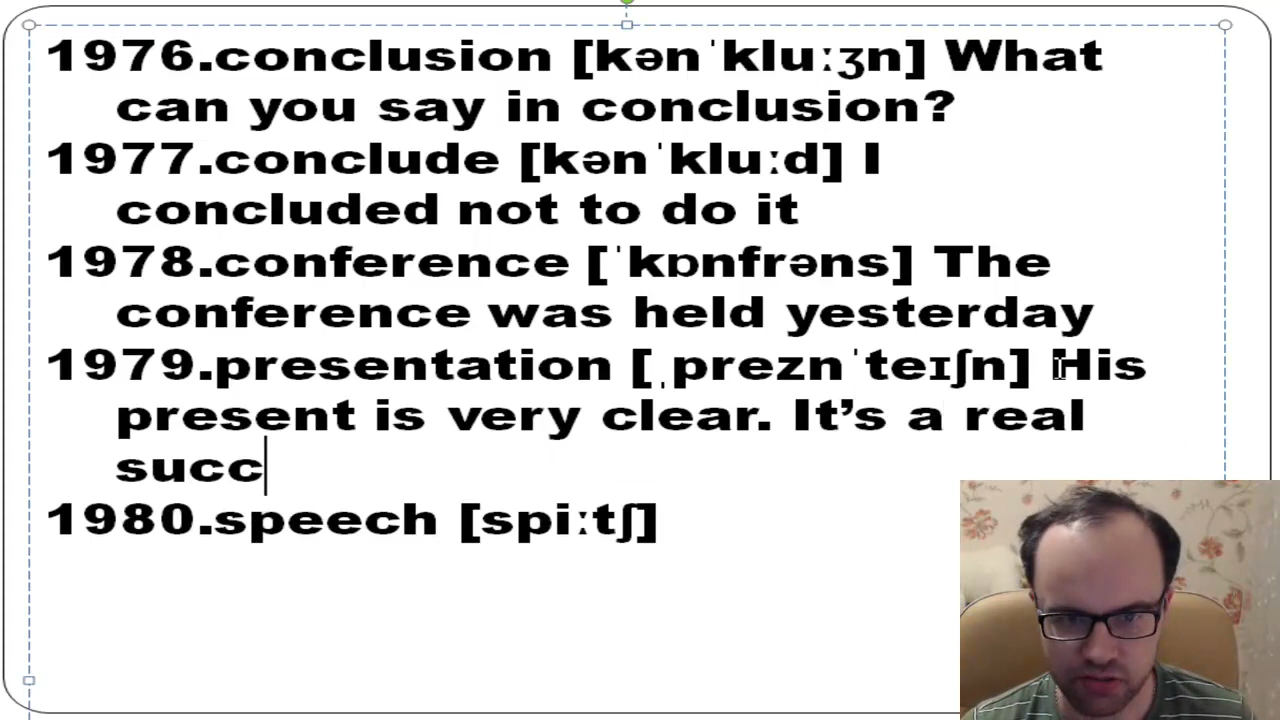 1976.conclusion [kənˈkluːʒn] What
can you say in conclusion?
1977.conclude [kənˈkluːd] I
concluded not to do it
1978.conference [ˈkɒnfrəns] The
conference was held yesterday
1979.presentation [ˌpreznˈteɪʃn] His
present is very clear. It’s a real
succ
1980.speech [spiːtʃ]